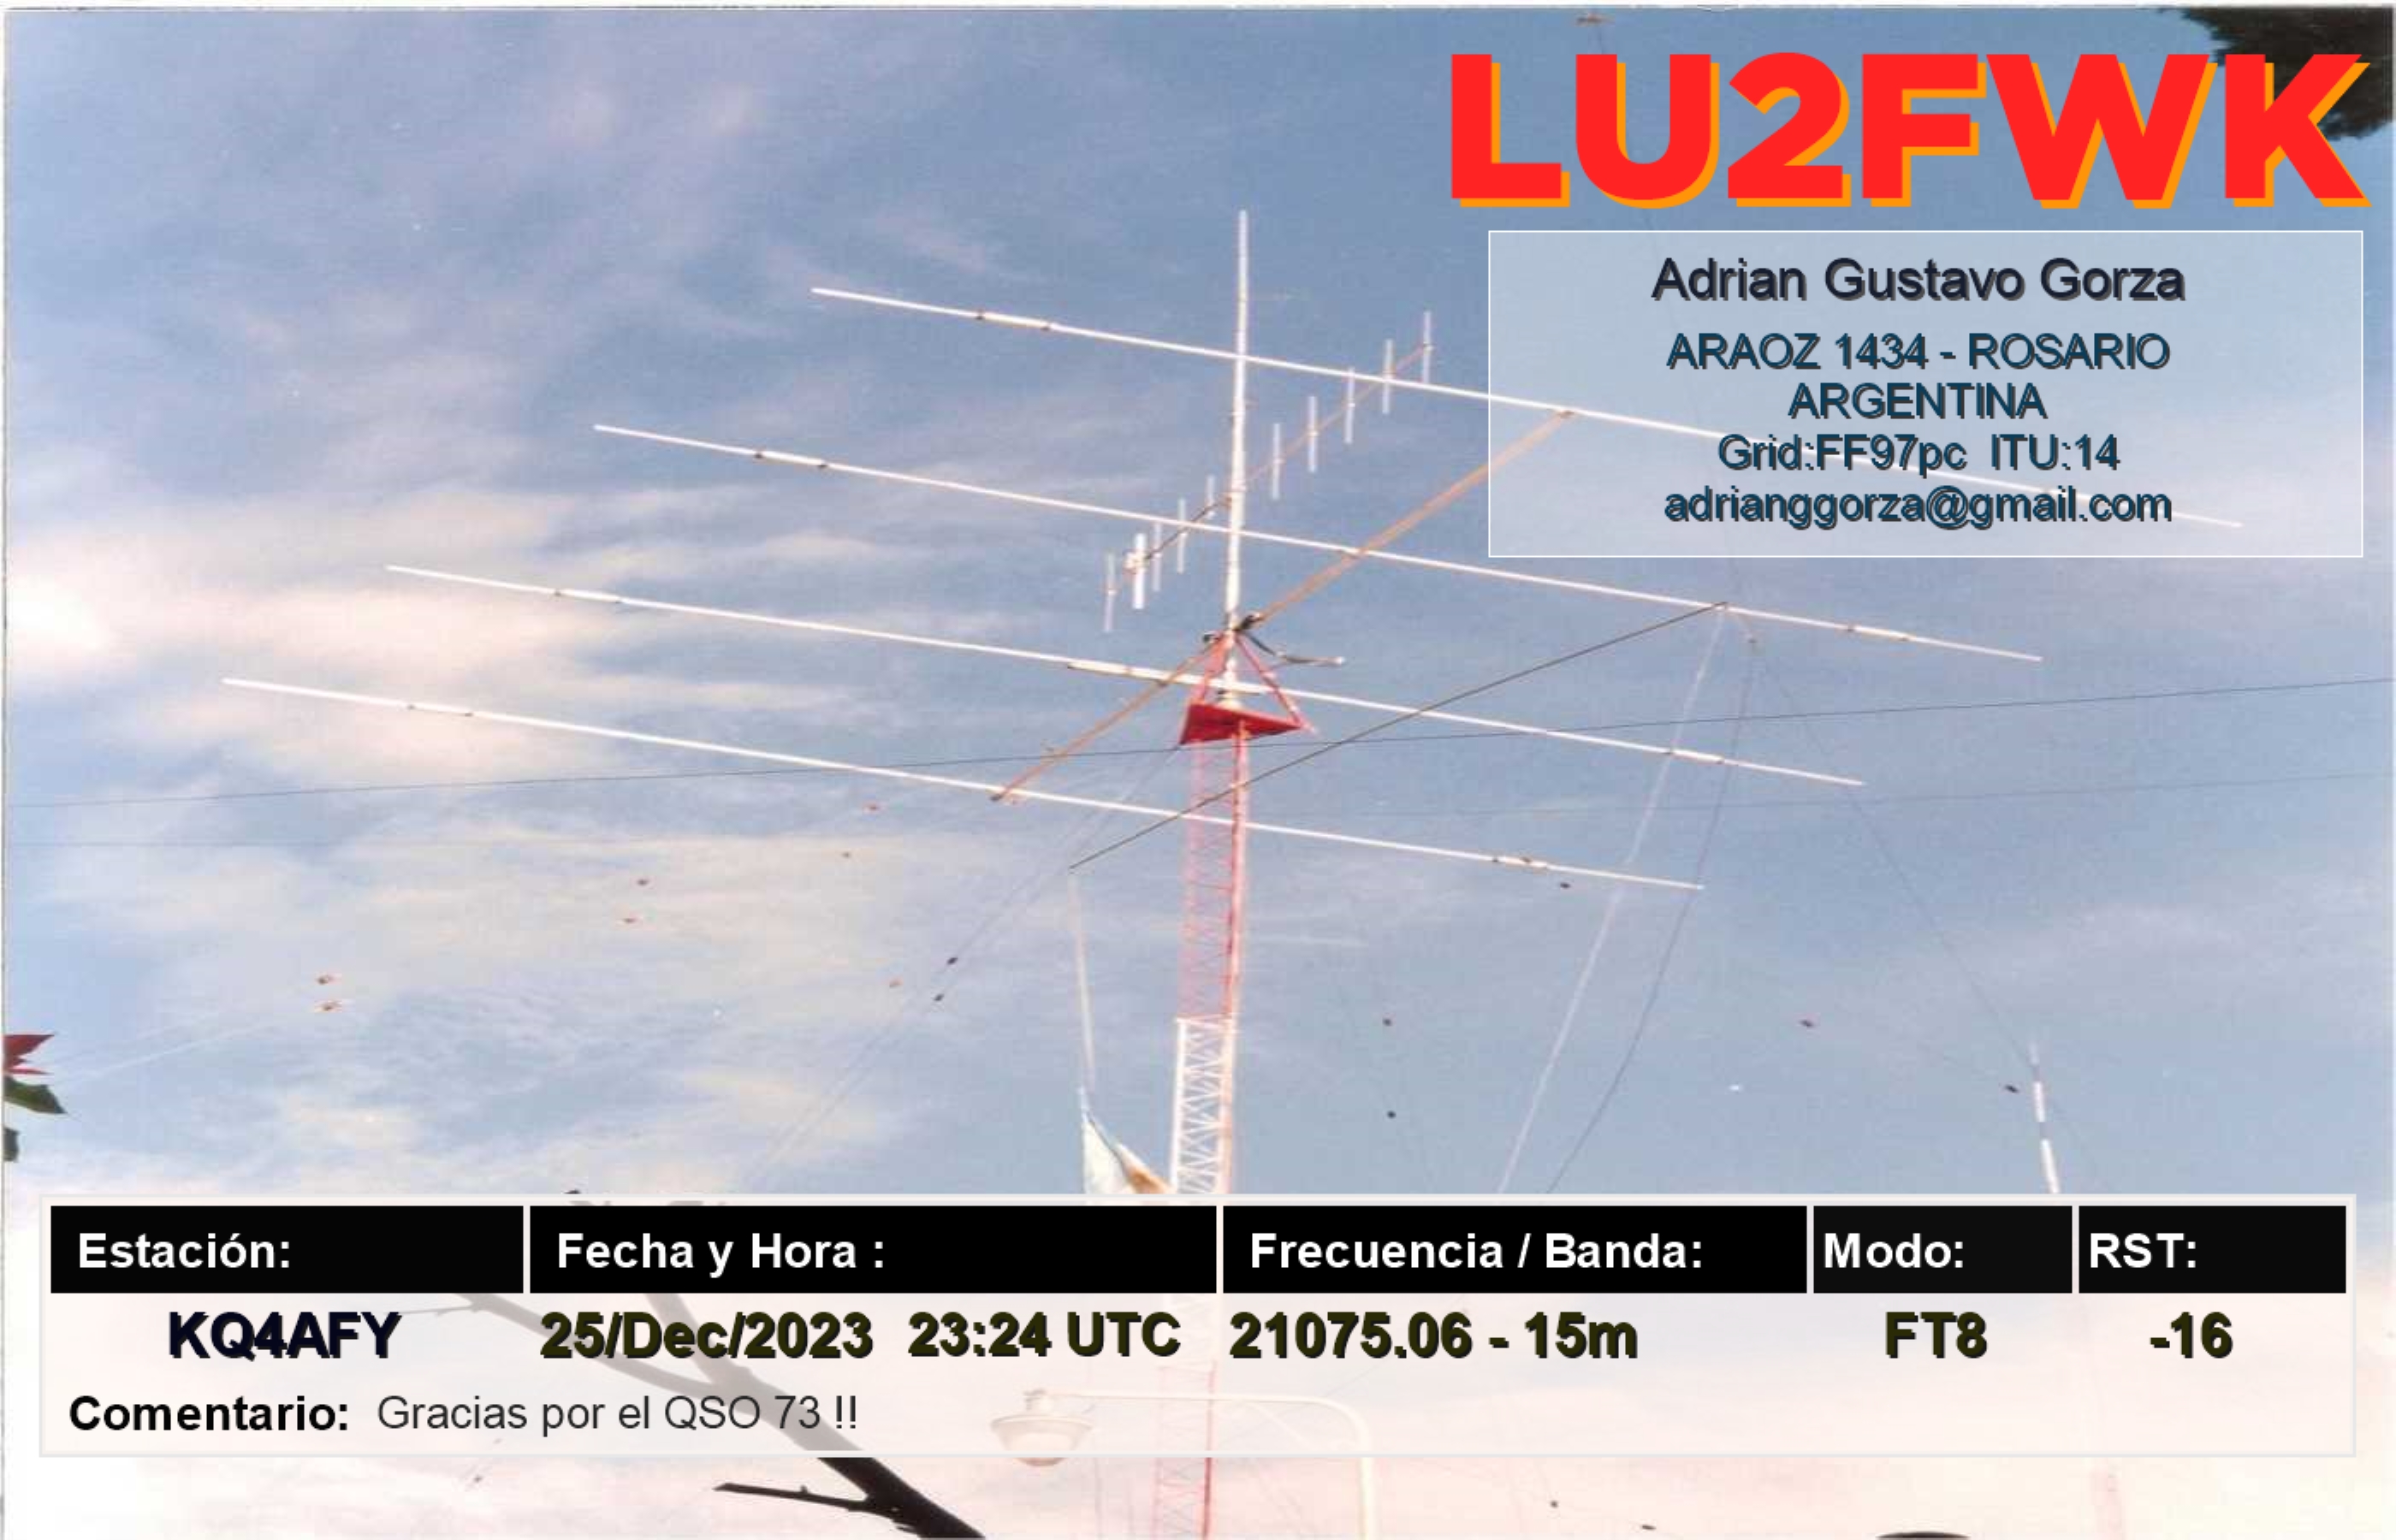 LU2FWK
Adrian Gustavo Gorza
ARAOZ 1434 - ROSARIO
ARGENTINA
Grid:FF97pc ITU:14
adrianggorza@gmail.com
Estación: Fecha y Hora : Frecuencia / Banda: Modo: RST:
KQ4AFY 25/Dec/2023 23:24 UTC 21075.06 - 15m FT8 -16
Comentario: Gracias por el QSO 73 !!